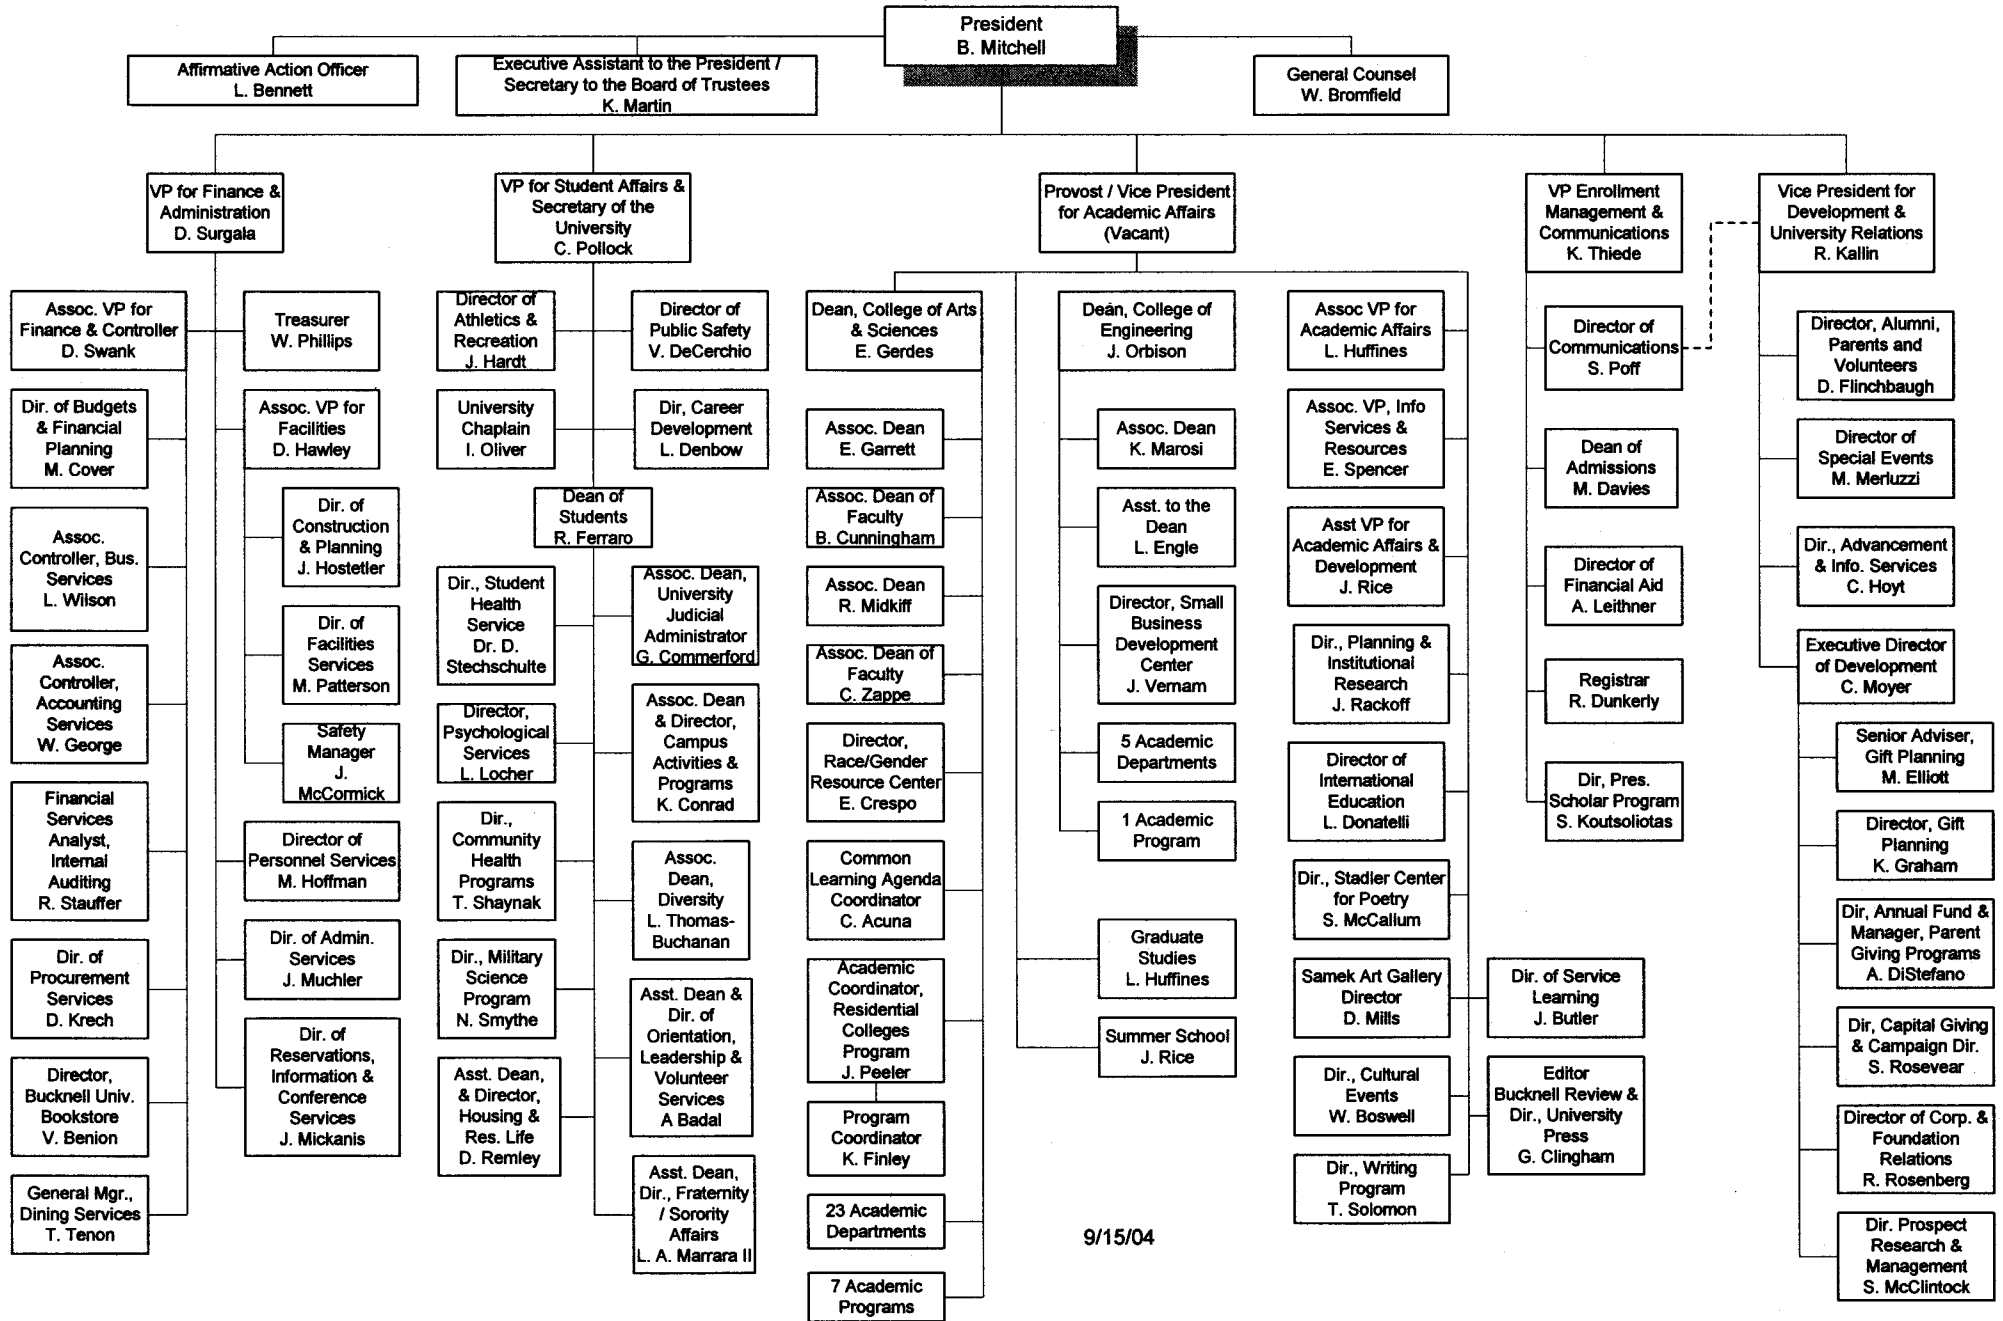 President
B. Mitchell
Affirmative Action Officer
L. Bennett
Executive Assistant to the President /
Secretary to the Board of Trustees
K. Martin
General Counsel
W. Bromfield
VP for Finance &
Administration
D. Surgala
VP for Student Affairs &
Secretary of the
University
C. Pollock
Provost / Vice President
for Academic Affairs
(Vacant)
VP Enrollment
Management &
Communications
K. Thiede
Vice President for
Development &
University Relations
R. Kallin
Assoc. VP for
Finance & Controller
D. Swank
Dir. of Budgets
& Financial
Planning
M. Cover
Assoc.
Controller, Bus.
Services
L. Wilson
Assoc.
Controller,
Accounting
Services
W. George
Financial
Services
Analyst,
Internal
Auditing
R. Stauffer
Dir. of
Procurement
Services
D. Krech
Director,
Bucknell Univ.
Bookstore
V. Benion
General Mgr.,
Dining Services
T. Tenon
Treasurer
W. Phillips
Assoc. VP for
Facilities
D. Hawley
Dir. of
Construction
& Planning
J. Hostetler
Dir. of
Facilities
Services
M. Patterson
Safety
Manager
J.
McCormick
Director of
Personnel Services
M. Hoffman
Dir. of Admin.
Services
J. Muchler
Dir. of
Reservations,
Information &
Conference
Services
J. Mickanis
Director of
Athletics &
Recreation
J. Hardt
Director of
Public Safety
V. DeCerchio
University
Chaplain
I. Oliver
Dir, Career
Development
L. Denbow
Dean of
Students
R. Ferraro
Dir., Student
Health
Service
Dr. D.
Stechschulte
Director,
Psychological
Services
L. Locher
Dir.,
Community
Health
Programs
T. Shaynak
Dir., Military
Science
Program
N. Smythe
Asst. Dean,
& Director,
Housing &
Res. Life
D. Remley
Assoc. Dean,
University
Judicial
Administrator
G. Commerford
Assoc. Dean
& Director,
Campus
Activities &
Programs
K. Conrad
Assoc.
Dean,
Diversity
L. Thomas-
Buchanan
Asst. Dean &
Dir. of
Orientation,
Leadership &
Volunteer
Services
A Badal
Asst. Dean,
Dir., Fraternity
/ Sorority
Affairs
L. A. Marrara II
Dean, College of Arts
& Sciences
E. Gerdes
Assoc. Dean
E. Garrett
Assoc. Dean of
Faculty
B. Cunningham
Assoc. Dean
R. Midkiff
Assoc. Dean of
Faculty
C. Zappe
Director,
Race/Gender
Resource Center
E. Crespo
Common
Learning Agenda
Coordinator
C. Acuna
Academic
Coordinator,
Residential
Colleges
Program
J. Peeler
Program
Coordinator
K. Finley
23 Academic
Departments
7 Academic
Programs
Dean, College of
Engineering
J. Orbison
Assoc. Dean
K. Marosi
Asst. to the
Dean
L. Engle
Director, Small
Business
Development
Center
J. Vernam
5 Academic
Departments
1 Academic
Program
Graduate
Studies
L. Huffines
Summer School
J. Rice
Assoc VP for
Academic Affairs
L. Huffines
Assoc. VP, Info
Services &
Resources
E. Spencer
Asst VP for
Academic Affairs &
Development
J. Rice
Dir., Planning &
Institutional
Research
J. Rackoff
Director of
International
Education
L. Donatelli
Dir., Stadler Center
for Poetry
S. McCallum
Samek Art Gallery
Director
D. Mills
Dir. of Service
Learning
J. Butler
Dir., Cultural
Events
W. Boswell
Editor
Bucknell Review &
Dir., University
Press
G. Clingham
Dir., Writing
Program
T. Solomon
Director of
Communications
S. Poff
Dean of
Admissions
M. Davies
Director of
Financial Aid
A. Leithner
Registrar
R. Dunkerly
Dir, Pres.
Scholar Program
S. Koutsoliotas
Director, Alumni,
Parents and
Volunteers
D. Flinchbaugh
Director of
Special Events
M. Merluzzi
Dir., Advancement
& Info. Services
C. Hoyt
Executive Director
of Development
C. Moyer
Senior Adviser,
Gift Planning
M. Elliott
Director, Gift
Planning
K. Graham
Dir, Annual Fund &
Manager, Parent
Giving Programs
A. DiStefano
Dir, Capital Giving
& Campaign Dir.
S. Rosevear
Director of Corp. &
Foundation
Relations
R. Rosenberg
Dir. Prospect
Research &
Management
S. McClintock
9/15/04